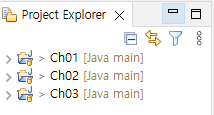 Project Explorer
> Ch01 [Java main]
> Ch02 [Java main]
> Ch03 [Java main]